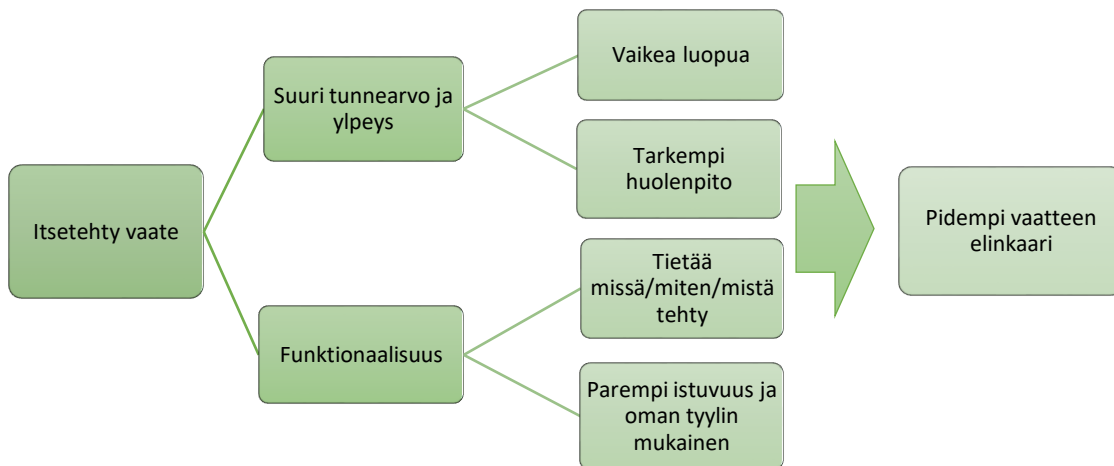 Itsetehty vaate
Suuri tunnearvo ja
ylpeys
Vaikea luopua
Tarkempi
huolenpito
Funktionaalisuus
Tietää
missä/miten/mistä
tehty
Parempi istuvuus ja
oman tyylin
mukainen
Pidempi vaatteen
elinkaari